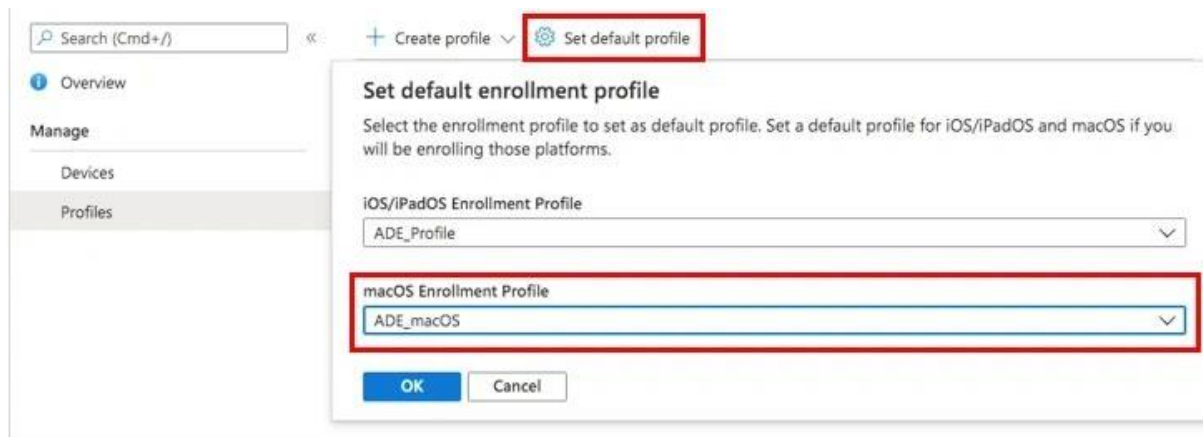 Search (Cmd+/)
Overview
Manage
Devices
Profiles
Create profile
Set default profile
Set default enrollment profile
Select the enrollment profile to set as default profile. Set a default profile for iOS/iPadOS and macOS if you
will be enrolling those platforms.
iOS/iPadOS Enrollment Profile
ADE_Profile
macOS Enrollment Profile
ADE_macOS
OK
Cancel